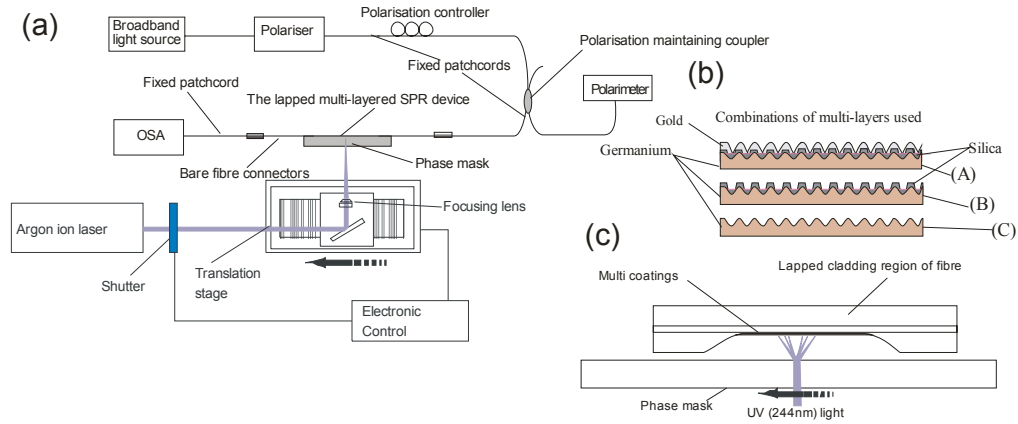 (a)
Broadband
light source
Polariser
Polarisation controller
Polarisation maintaining coupler
Fixed patchcords
Fixed patchcord
The lapped multi-layered SPR device
Polarimeter
OSA
Phase mask
Bare fibre connectors
Focusing lens
Argon ion laser
Shutter
Translation
stage
Electronic
Control
(b)
Combinations of multi-layers used
Gold
Germanium
Silica
(A)
(B)
(C)
(c)
Multi coatings
Lapped cladding region of fibre
Phase mask
UV (244nm) light